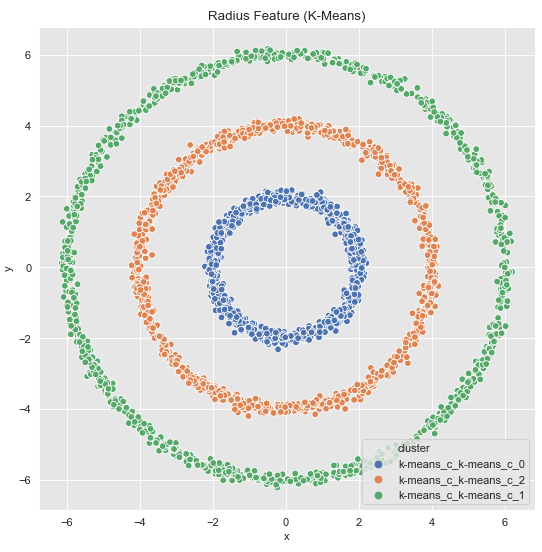 Radius Feature (K-Means)
6
4
2
0
−2
−4
−6
y
−6
−4
−2
0
2
4
6
x
cluster
k-means_c_k-means_c_0
k-means_c_k-means_c_2
k-means_c_k-means_c_1